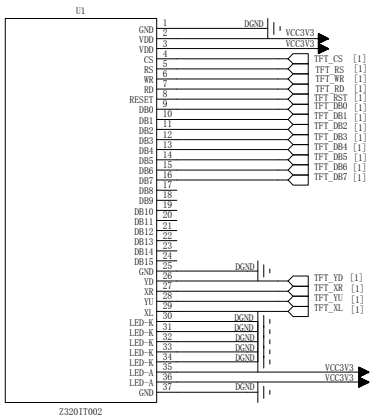 U1
GND 1 DGND
VDD 2 VCC3V3
VDD 3 VCC3V3
CS 4 TFT_CS [1]
RS 5 TFT_RS [1]
WR 6 TFT_WR [1]
RD 7 TFT_RD [1]
RESET 8 TFT_RST [1]
DB0 9 TFT_DB0 [1]
DB1 10 TFT_DB1 [1]
DB2 11 TFT_DB2 [1]
DB3 12 TFT_DB3 [1]
DB4 13 TFT_DB4 [1]
DB5 14 TFT_DB5 [1]
DB6 15 TFT_DB6 [1]
DB7 16 TFT_DB7 [1]
DB8 17
DB9 18
DB10 19
DB11 20
DB12 21
DB13 22
DB14 23
DB15 24
GND 25 DGND
YD 26 TFT_YD [1]
XR 27 TFT_XR [1]
YU 28 TFT_YU [1]
XL 29 TFT_XL [1]
LED-K 30 DGND
LED-K 31 DGND
LED-K 32 DGND
LED-K 33 DGND
LED-K 34 DGND
LED-A 35 VCC3V3
LED-A 36 VCC3V3
GND 37 DGND
Z320IT002